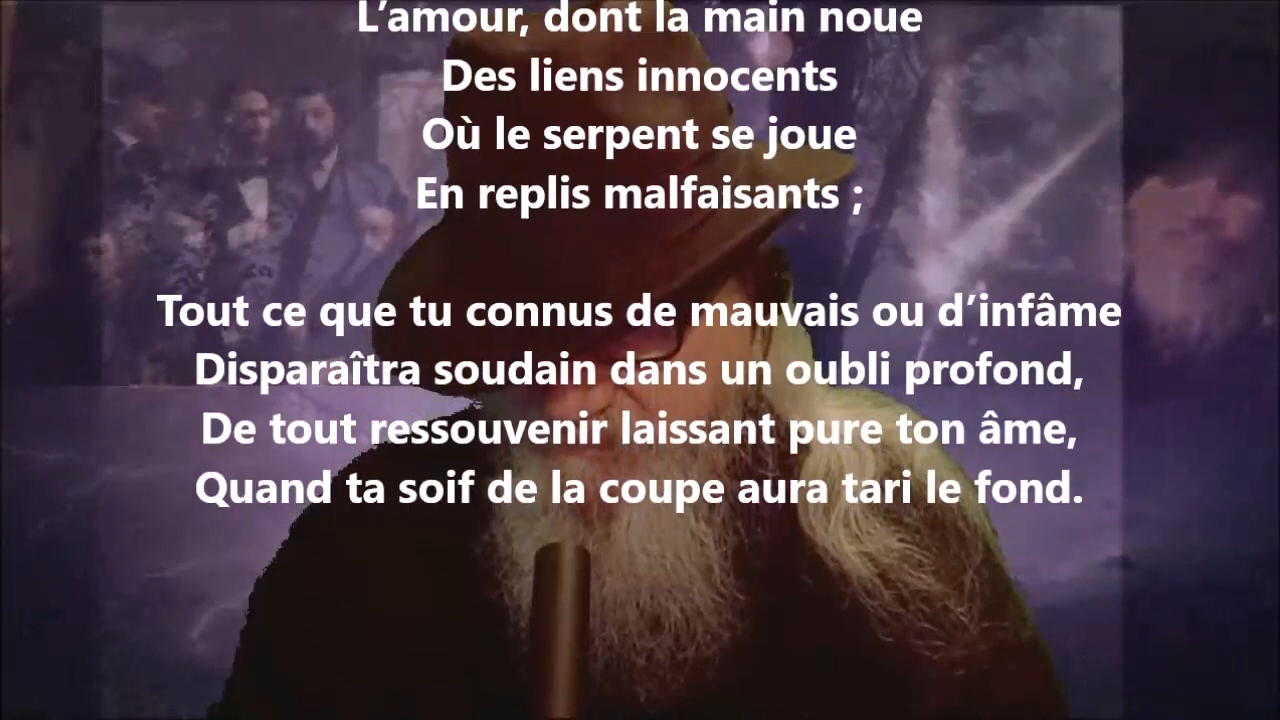 L’amour, dont la main noue
Des liens innocents
Où le serpent se joue
En replis malfaisants ;
Tout ce que tu connus de mauvais ou d’infâme
Disparaîtra soudain dans un oubli profond,
De tout ressouvenir laissant pure ton âme,
Quand ta soif de la coupe aura tari le fond.